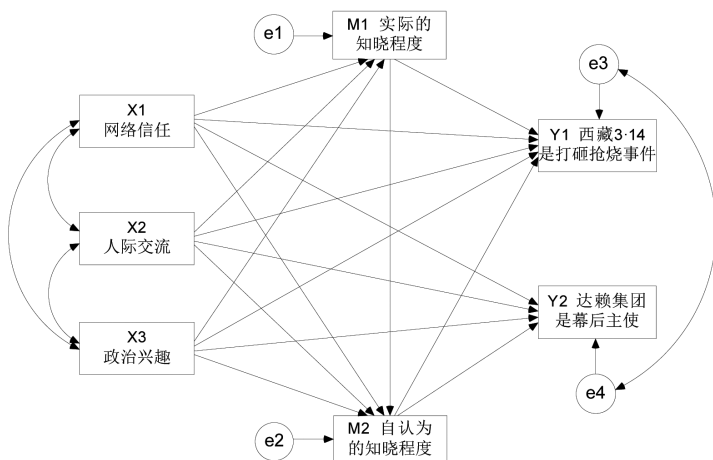 e1
M1 实际的
知晓程度
e3
X1
网络信任
Y1 西藏3·14
是打砸抢烧事件
X2
人际交流
Y2 达赖集团
是幕后主使
X3
政治兴趣
e4
M2 自认为
的知晓程度
e2